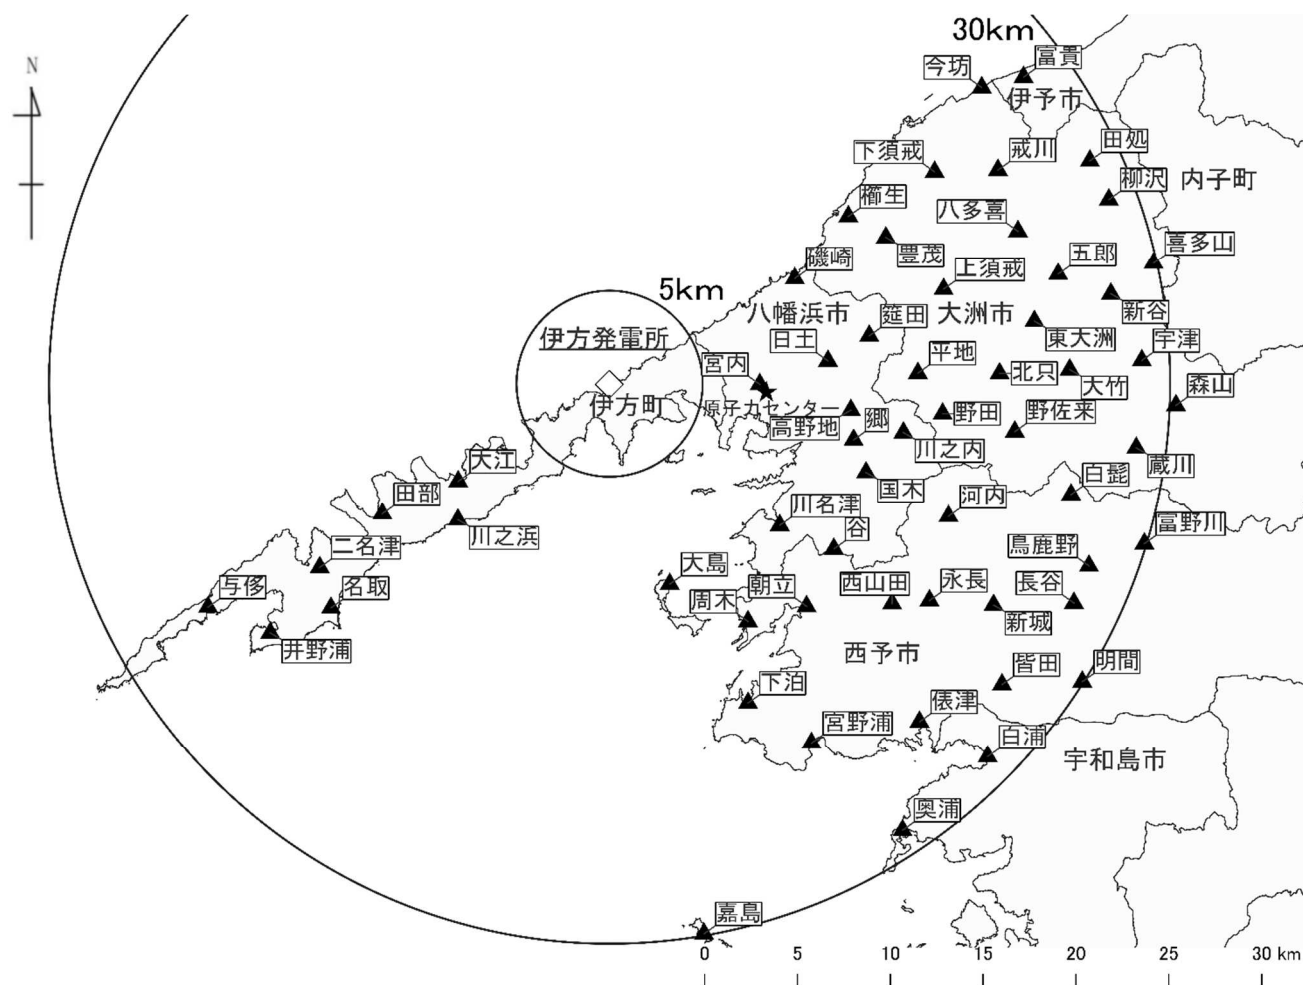 30km
富貴
今坊
伊予市
N
田処
下須戒
戒川
柳沢
内子町
櫛生
八多喜
喜多山
豊茂
五郎
磯崎
上須戒
5km
新谷
八幡浜市
筵田
大洲市
東大洲
伊方発電所
日土
宇津
平地
宮内
北只
大竹
森山
伊方町
原子力センター
高野地
郷
野田
野佐来
川之内
蔵川
大江
国木
白髭
田部
川名津
河内
富野川
川之浜
谷
二名津
鳥鹿野
大島
朝立
西山田
永長
長谷
与侈
名取
周木
新城
井野浦
西予市
明間
皆田
下泊
俵津
宮野浦
白浦
宇和島市
奥浦
嘉島
0 5 10 15 20 25 30 km